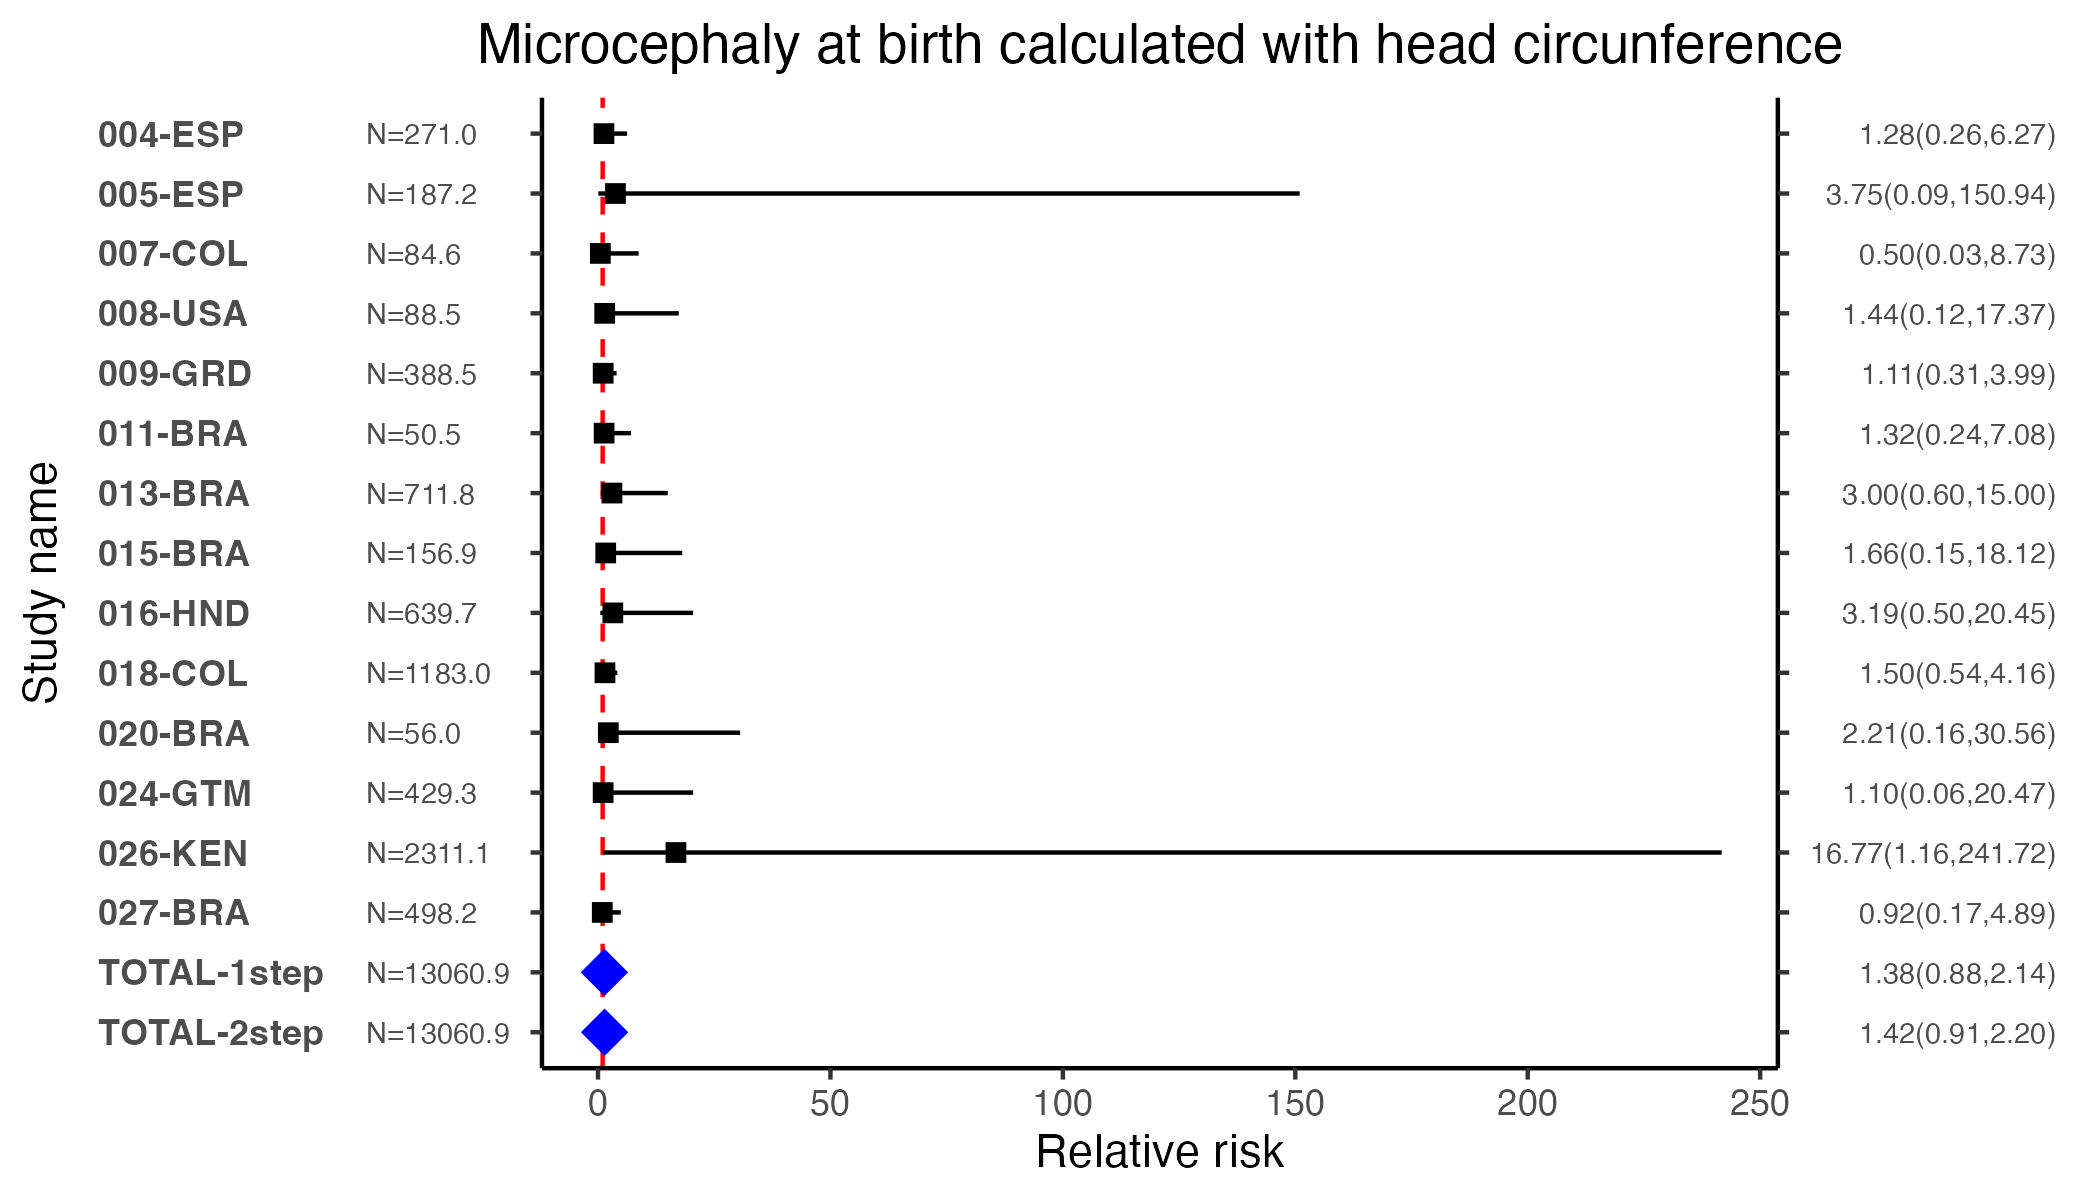 Microcephaly at birth calculated with head circunference
Study name
004-ESP N=271.0 1.28(0.26,6.27)
005-ESP N=187.2 3.75(0.09,150.94)
007-COL N=84.6 0.50(0.03,8.73)
008-USA N=88.5 1.44(0.12,17.37)
009-GRD N=388.5 1.11(0.31,3.99)
011-BRA N=50.5 1.32(0.24,7.08)
013-BRA N=711.8 3.00(0.60,15.00)
015-BRA N=156.9 1.66(0.15,18.12)
016-HND N=639.7 3.19(0.50,20.45)
018-COL N=1183.0 1.50(0.54,4.16)
020-BRA N=56.0 2.21(0.16,30.56)
024-GTM N=429.3 1.10(0.06,20.47)
026-KEN N=2311.1 16.77(1.16,241.72)
027-BRA N=498.2 0.92(0.17,4.89)
TOTAL-1step N=13060.9 1.38(0.88,2.14)
TOTAL-2step N=13060.9 1.42(0.91,2.20)
0 50 100 150 200 250
Relative risk